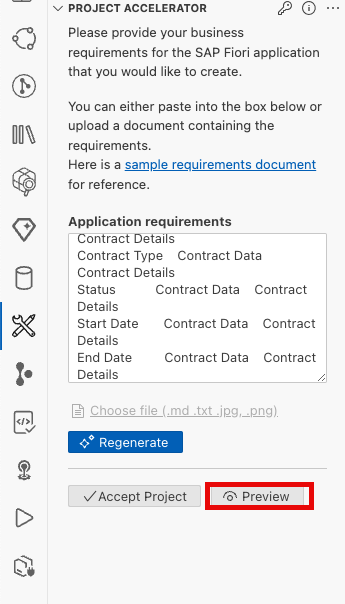 PROJECT ACCELERATOR
Please provide your business
requirements for the SAP Fiori application
that you would like to create.
You can either paste into the box below or
upload a document containing the
requirements.
Here is a sample requirements document
for reference.
Application requirements
Contract Details
Contract Type Contract Data
Contract Details
Status Contract Data Contract
Details
Start Date Contract Data Contract
Details
End Date Contract Data Contract
Details
Choose file (.md .txt .jpg, .png)
Regenerate
Accept Project
Preview